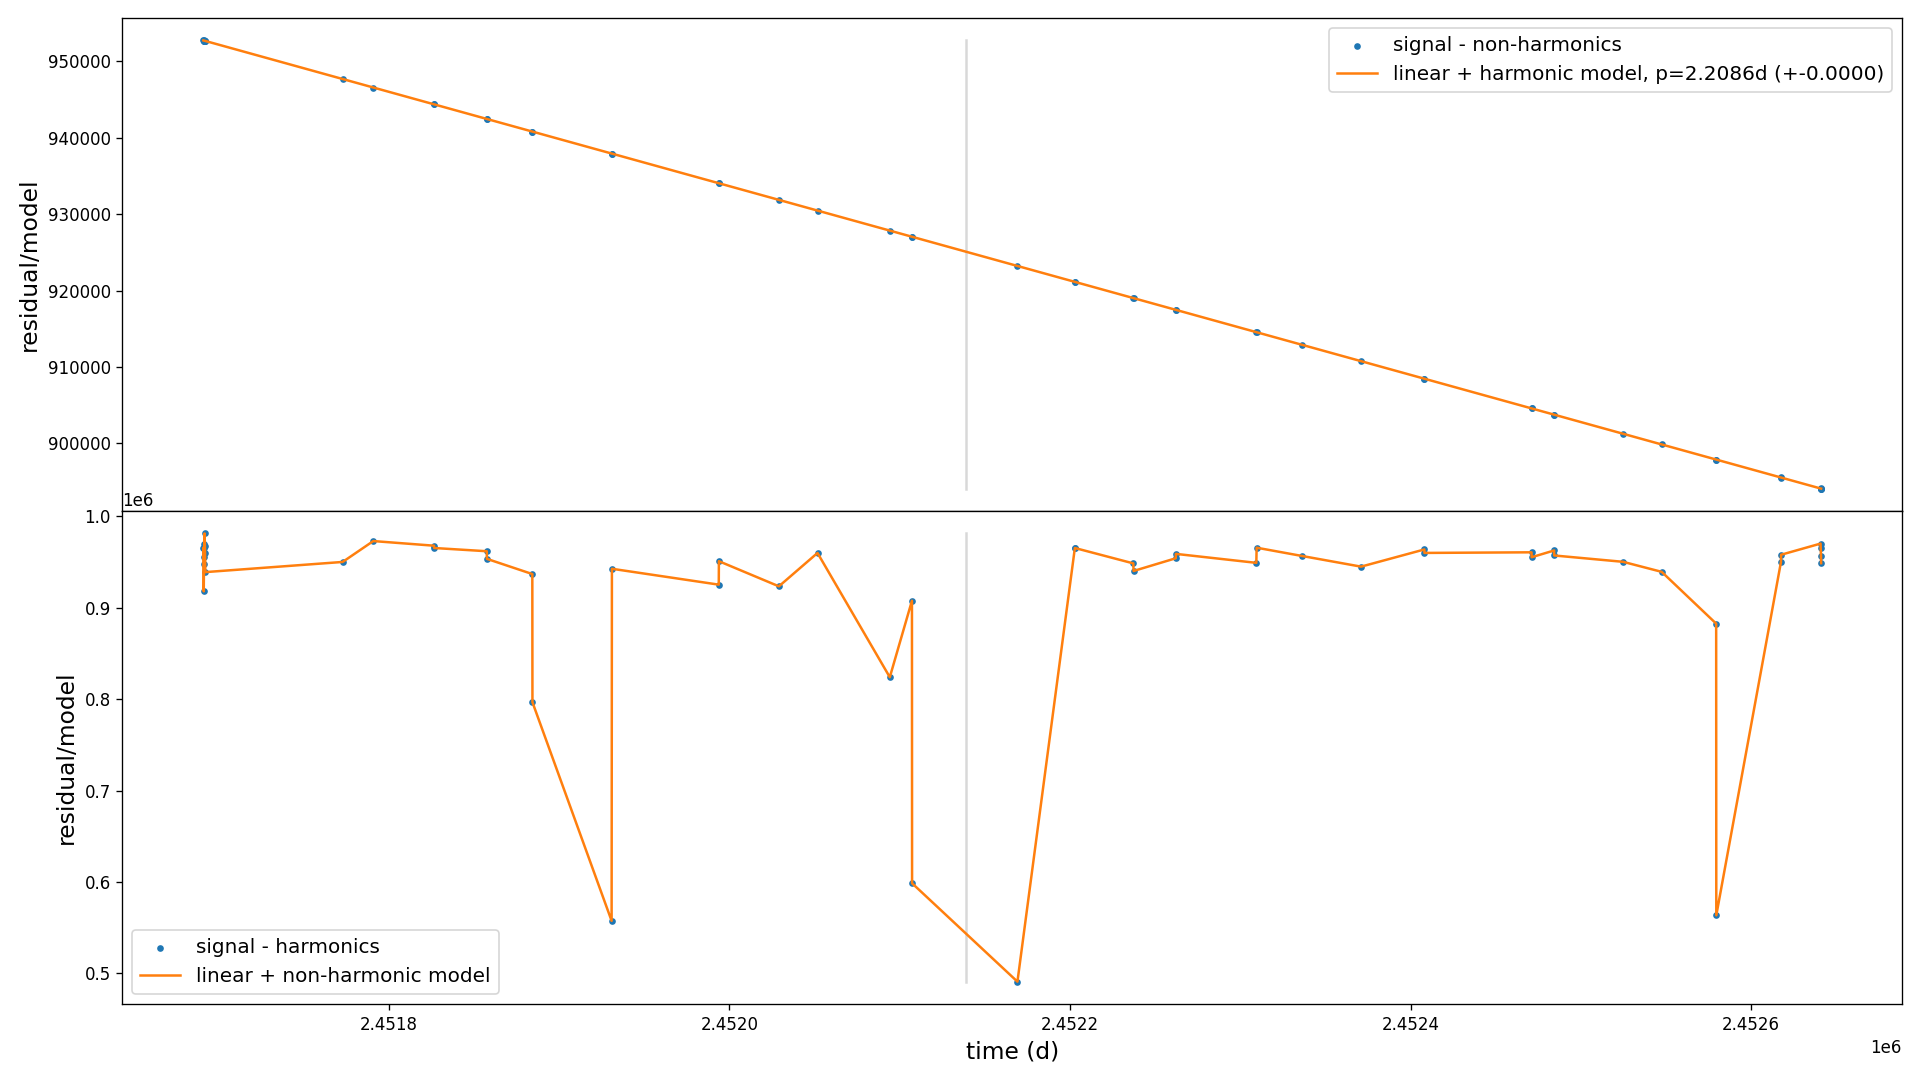 signal - non-harmonics
linear + harmonic model, p=2.2086d (+-0.0000)
residual/model
950000
940000
930000
920000
910000
900000
1e6
1.0
0.9
0.8
0.7
0.6
0.5
residual/model
signal - harmonics
linear + non-harmonic model
2.4518
2.4520
2.4522
2.4524
2.4526
1e6
time (d)